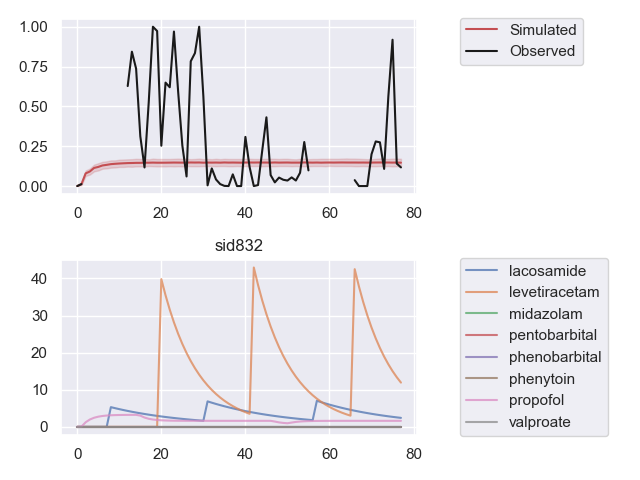 1.00
0.75
0.50
0.25
0.00
0 20 40 60 80
Simulated
Observed
sid832
40
30
20
10
0
0 20 40 60 80
lacosamide
levetiracetam
midazolam
pentobarbital
phenobarbital
phenytoin
propofol
valproate